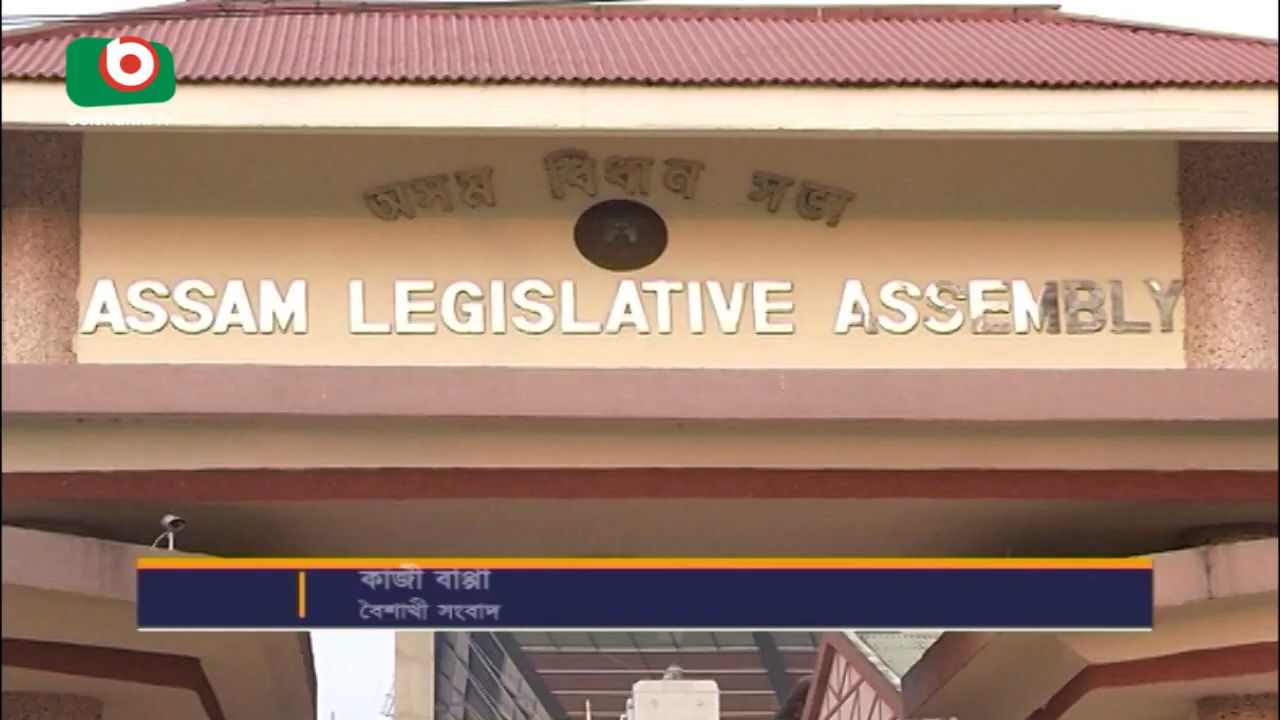 অসম বিধান সভা
ASSAM LEGISLATIVE ASSEMBLY
কাজী বাপ্পা
বৈশাখী সংবাদ